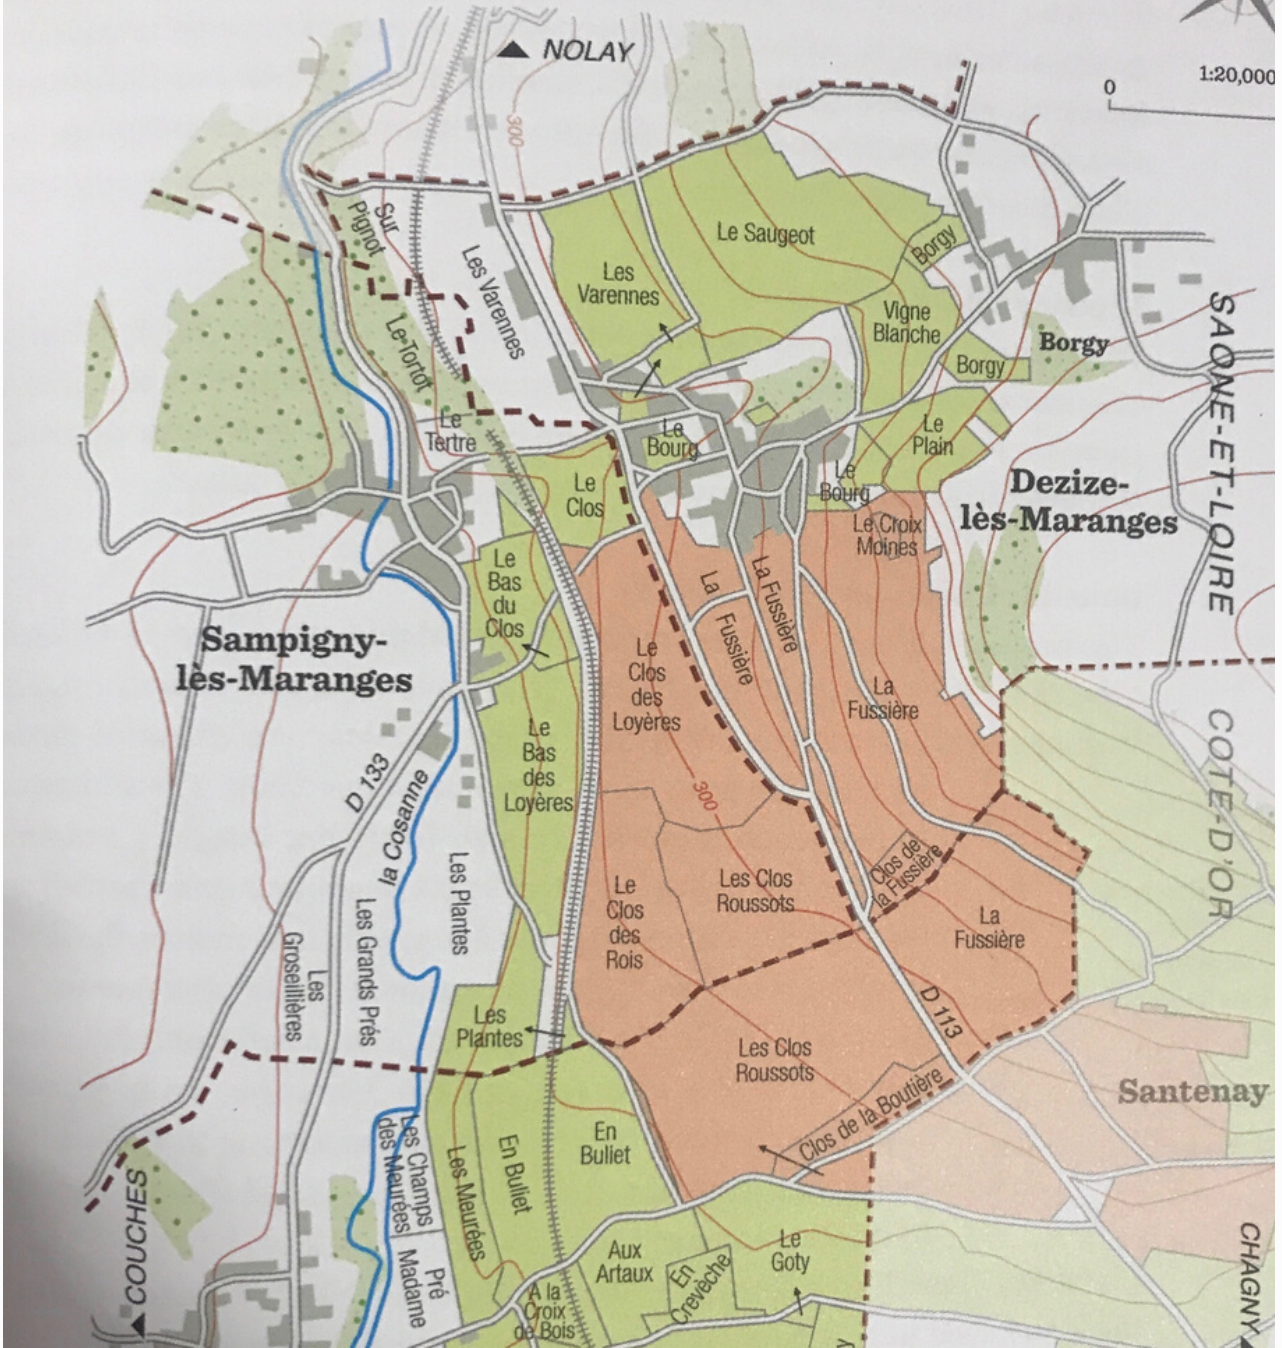 NOLAY
1:20,000
0
300
Sur
Pignot
Les Varennes
Le Saugeot
Borgy
Les
Varennes
Vigne
Blanche
Borgy
Borgy
Le Tortot
Le
Tertre
Le
Bourg
Le
Plain
SAONE-ET-LOIRE
Le
Clos
Le
Bourg
Dezize-
lès-Maranges
Le Croix
Moines
Le
Bas
du
Clos
La
Fussière
La Fussière
Sampigny-
lès-Maranges
Le
Clos
des
Loyères
La
Fussière
COTE-D'OR
Le
Bas
des
Loyères
D 133
la Cosanne
300
Les Plantes
Clos de
la Fussière
Le
Clos
des
Rois
Les Clos
Roussots
La
Fussière
Les Grands Prés
Les
Groseillières
Les
Plantes
D 113
Les Clos
Roussots
Santenay
Clos de la Boutière
Les Champs
des Meurées
Les Meurées
En Buliet
En
Buliet
COUCHES
Pré
Madame
Aux
Artaux
En
Crevèche
Le
Goty
CHAGNY
A la
Croix
de Bois